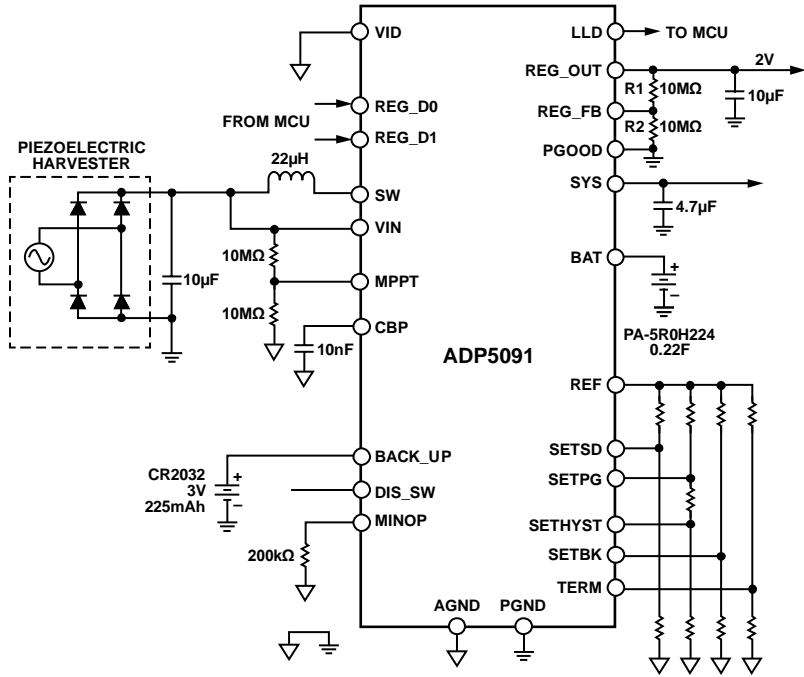 VID
LLD
TO MCU
REG_OUT
2V
R1
10MΩ
10µF
REG_D0
REG_FB
FROM MCU
R2
10MΩ
REG_D1
PGOOD
PIEZOELECTRIC
HARVESTER
22µH
SW
SYS
4.7µF
VIN
10MΩ
BAT
+
–
10µF
MPPT
10MΩ
CBP
10nF
PA-5R0H224
0.22F
ADP5091
REF
BACK_UP
SETSD
CR2032
3V
225mAh
+
–
DIS_SW
SETPG
MINOP
SETHYST
200kΩ
SETBK
TERM
AGND
PGND